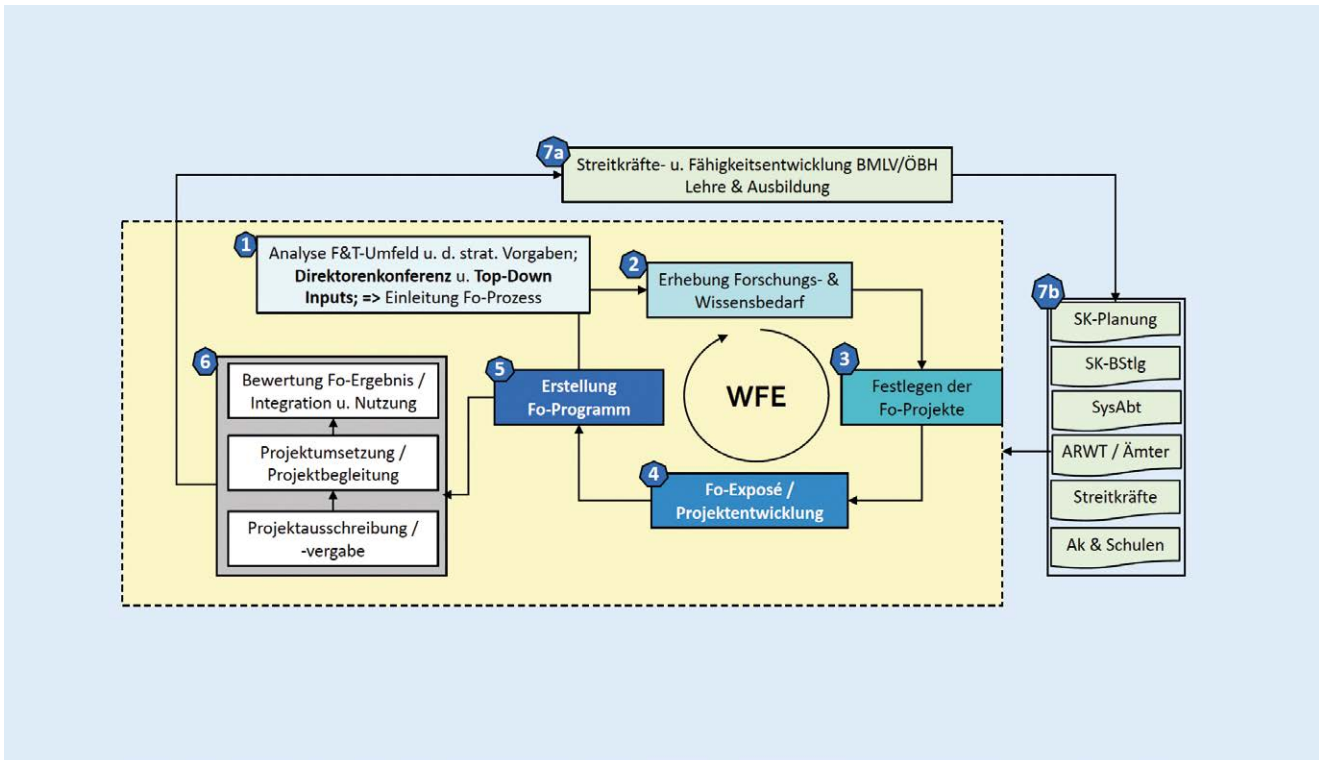 7a
Streitkräfte- u. Fähigkeitsentwicklung BMLV/ÖBH
Lehre & Ausbildung
1
Analyse F&T-Umfeld u. d. strat. Vorgaben;
Direktorenkonferenz u. Top-Down
Inputs; => Einleitung Fo-Prozess
2
Erhebung Forschungs- &
Wissensbedarf
3
Festlegen der
Fo-Projekte
4
Fo-Exposé /
Projektentwicklung
5
Erstellung
Fo-Programm
WFE
6
Bewertung Fo-Ergebnis /
Integration u. Nutzung
Projektumsetzung /
Projektbegleitung
Projektausschreibung /
-vergabe
7b
SK-Planung
SK-BStlg
SysAbt
ARWT / Ämter
Streitkräfte
Ak & Schulen